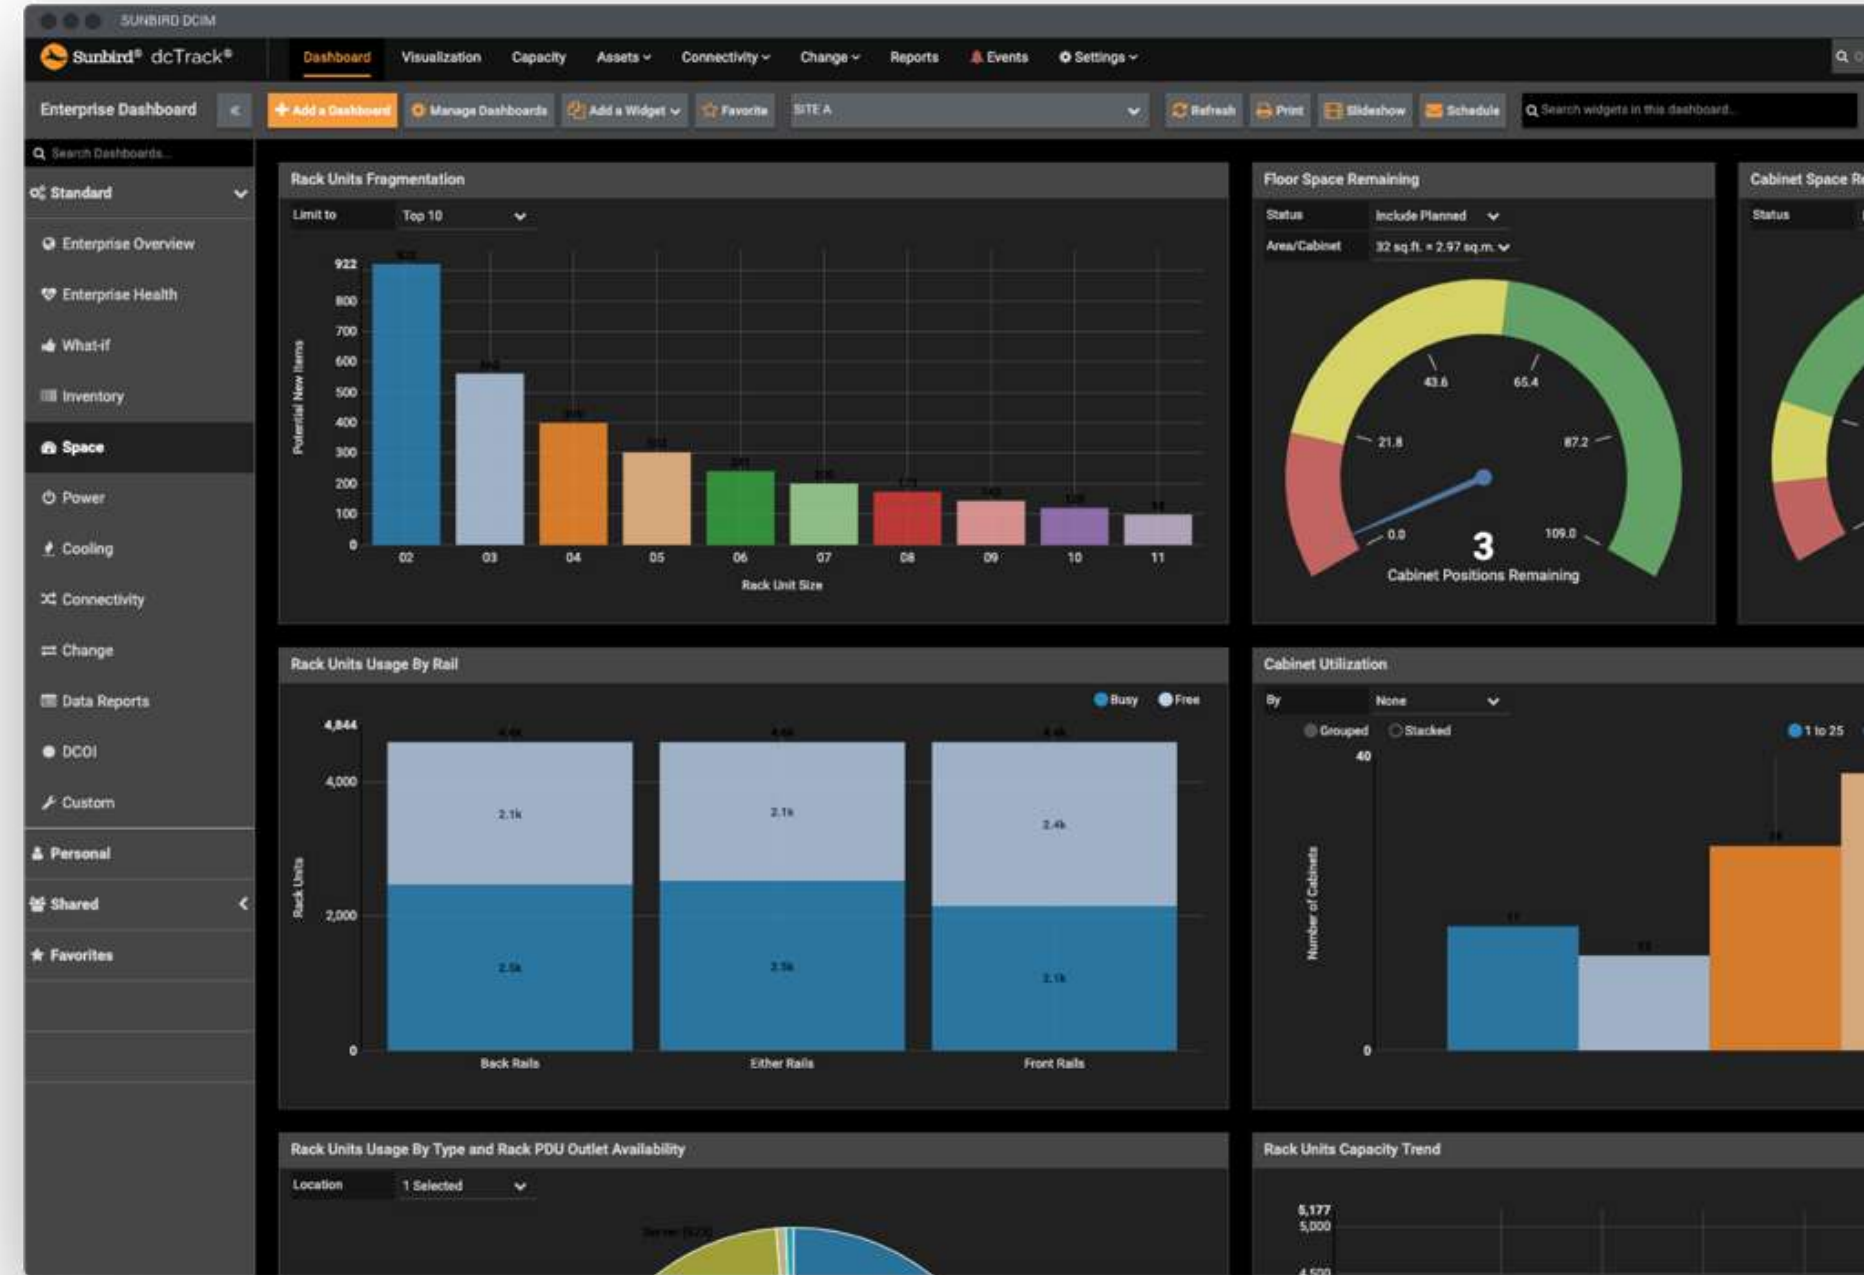 SUNBIRD DCIM
Sunbird® dcTrack®
Dashboard Visualization Capacity Assets Connectivity Change Reports Events Settings
Enterprise Dashboard
Add a Dashboard Manage Dashboards Add a Widget Favorite SITE A Refresh Print Slideshow Schedule Search widgets in this dashboard...
Search Dashboards...
Standard
Enterprise Overview
Enterprise Health
What-if
Inventory
Space
Power
Cooling
Connectivity
Change
Data Reports
DCOI
Custom
Personal
Shared
Favorites
Rack Units Fragmentation
Limit to Top 10
Potential New Items
922
800
700
600
500
400
300
200
100
0
02 03 04 05 06 07 08 09 10 11
Rack Unit Size
Floor Space Remaining
Status Include Planned
Area/Cabinet 32 sq.ft. = 2.97 sq.m.
43.6 65.4
21.8 87.2
0.0 109.0
3
Cabinet Positions Remaining
Cabinet Space
Status
Rack Units Usage By Rail
Busy Free
Rack Units
4,844
4,000
2,000
0
2.1k 2.1k 2.4k
2.5k 2.5k 2.1k
Back Rails Either Rails Front Rails
Cabinet Utilization
By None
Grouped Stacked 1 to 25
Number of Cabinets
40
0
Rack Units Usage By Type and Rack PDU Outlet Availability
Location 1 Selected
Rack Units Capacity Trend
5,177
5,000
4,500